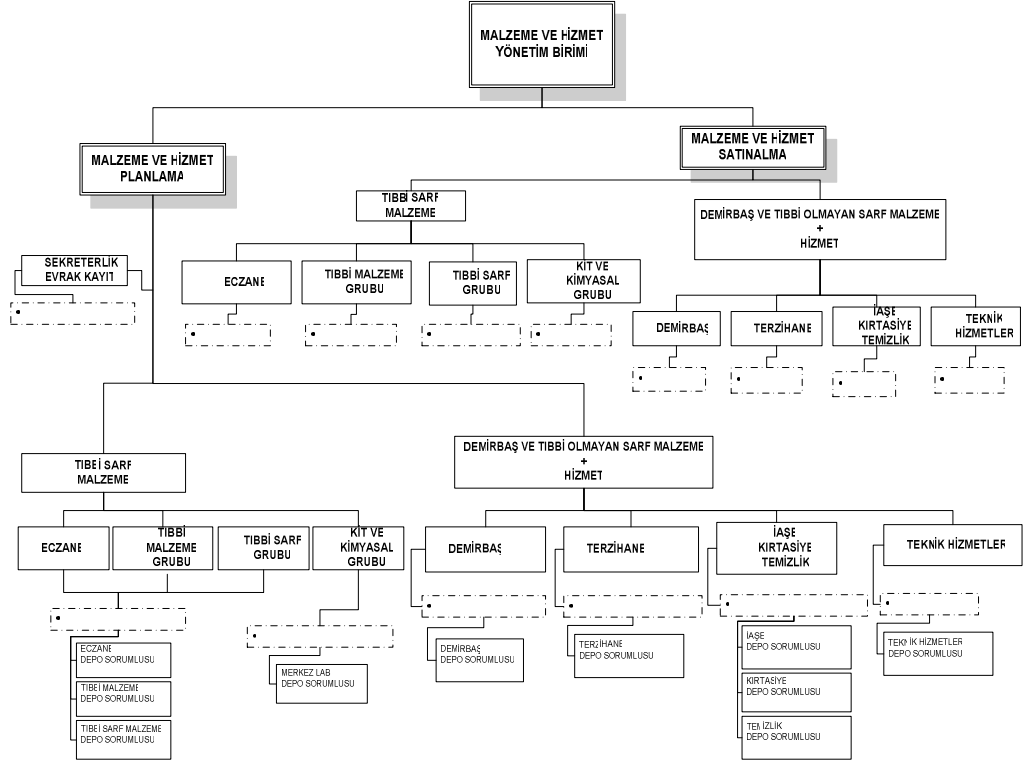 MALZEME VE HİZMET
YÖNETİM BİRİMİ
MALZEME VE HİZMET
PLANLAMA
MALZEME VE HİZMET
SATINALMA
TIBBİ SARF
MALZEME
DEMİRBAŞ VE TIBBİ OLMAYAN SARF MALZEME
+
HİZMET
SEKRETERLİK
EVRAK KAYIT
ECZANE
TIBBİ MALZEME
GRUBU
TIBBİ SARF
GRUBU
KİT VE
KİMYASAL
GRUBU
DEMİRBAŞ
TERZİHANE
İAŞE
KIRTASİYE
TEMİZLİK
TEKNİK
HİZMETLER
TIBBİ SARF
MALZEME
DEMİRBAŞ VE TIBBİ OLMAYAN SARF MALZEME
+
HİZMET
ECZANE
TIBBİ
MALZEME
GRUBU
TIBBİ SARF
GRUBU
KİT VE
KİMYASAL
GRUBU
DEMİRBAŞ
TERZİHANE
İAŞE
KIRTASİYE
TEMİZLİK
TEKNİK HİZMETLER
ECZANE
DEPO SORUMLUSU
TIBBİ MALZEME
DEPO SORUMLUSU
TIBBİ SARF MALZEME
DEPO SORUMLUSU
MERKEZ LAB
DEPO SORUMLUSU
DEMİRBAŞ
DEPO SORUMLUSU
TERZİHANE
DEPO SORUMLUSU
İAŞE
DEPO SORUMLUSU
KIRTASİYE
DEPO SORUMLUSU
TEMİZLİK
DEPO SORUMLUSU
TEKNİK HİZMETLER
DEPO SORUMLUSU